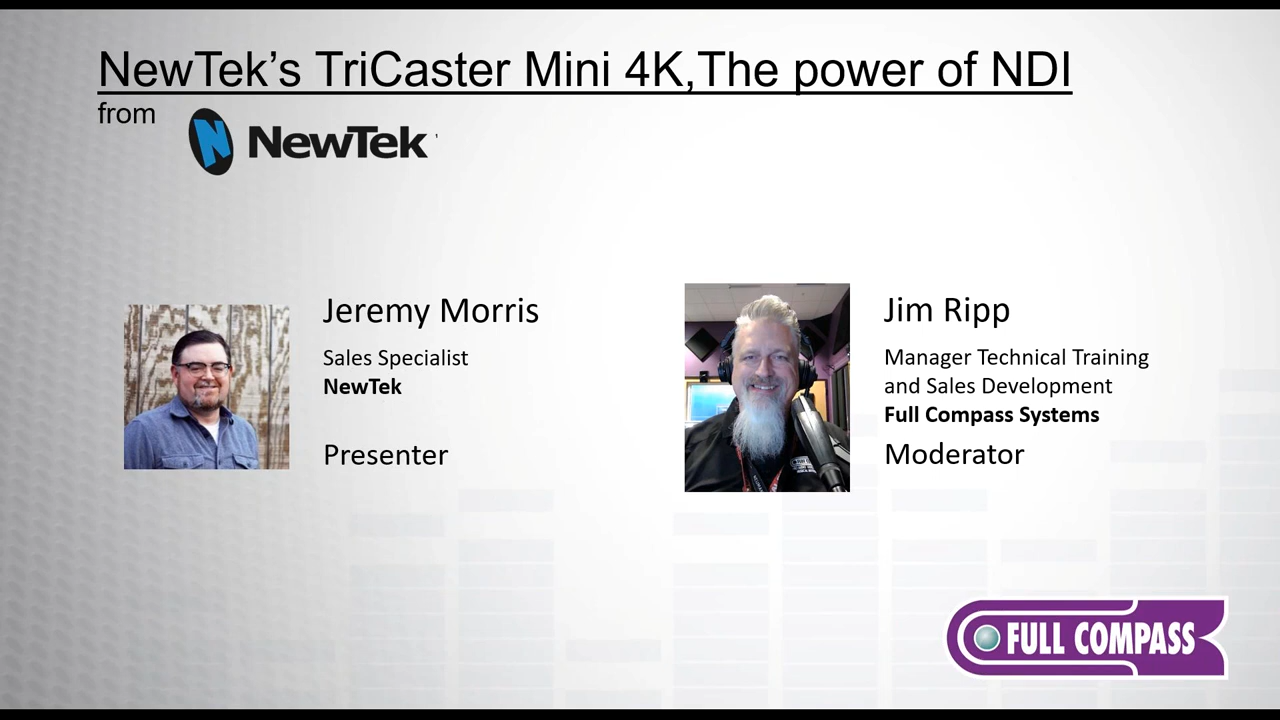 NewTek’s TriCaster Mini 4K,The power of NDI
from
NewTek
Jeremy Morris
Sales Specialist
NewTek
Presenter
Jim Ripp
Manager Technical Training
and Sales Development
Full Compass Systems
Moderator
FULL COMPASS